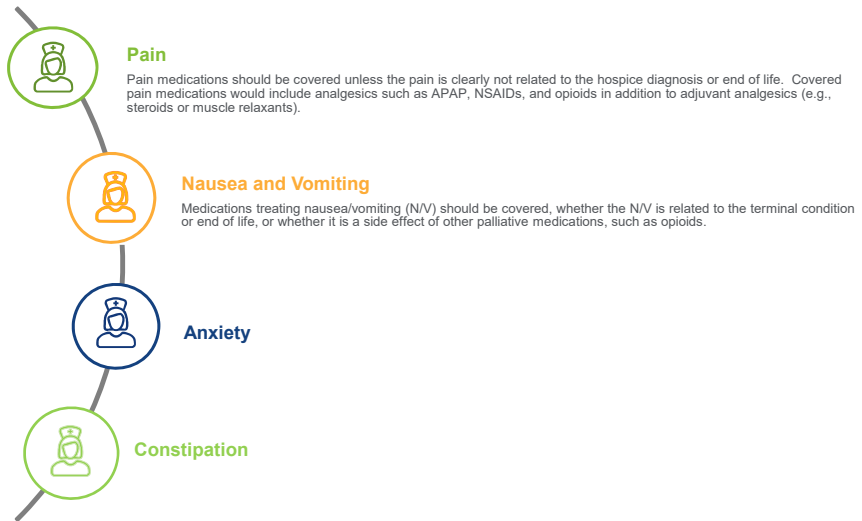 Pain
Pain medications should be covered unless the pain is clearly not related to the hospice diagnosis or end of life.  Covered
pain medications would include analgesics such as APAP, NSAIDs, and opioids in addition to adjuvant analgesics (e.g.,
steroids or muscle relaxants).
Nausea and Vomiting
Medications treating nausea/vomiting (N/V) should be covered, whether the N/V is related to the terminal condition
or end of life, or whether it is a side effect of other palliative medications, such as opioids.
Anxiety
Constipation